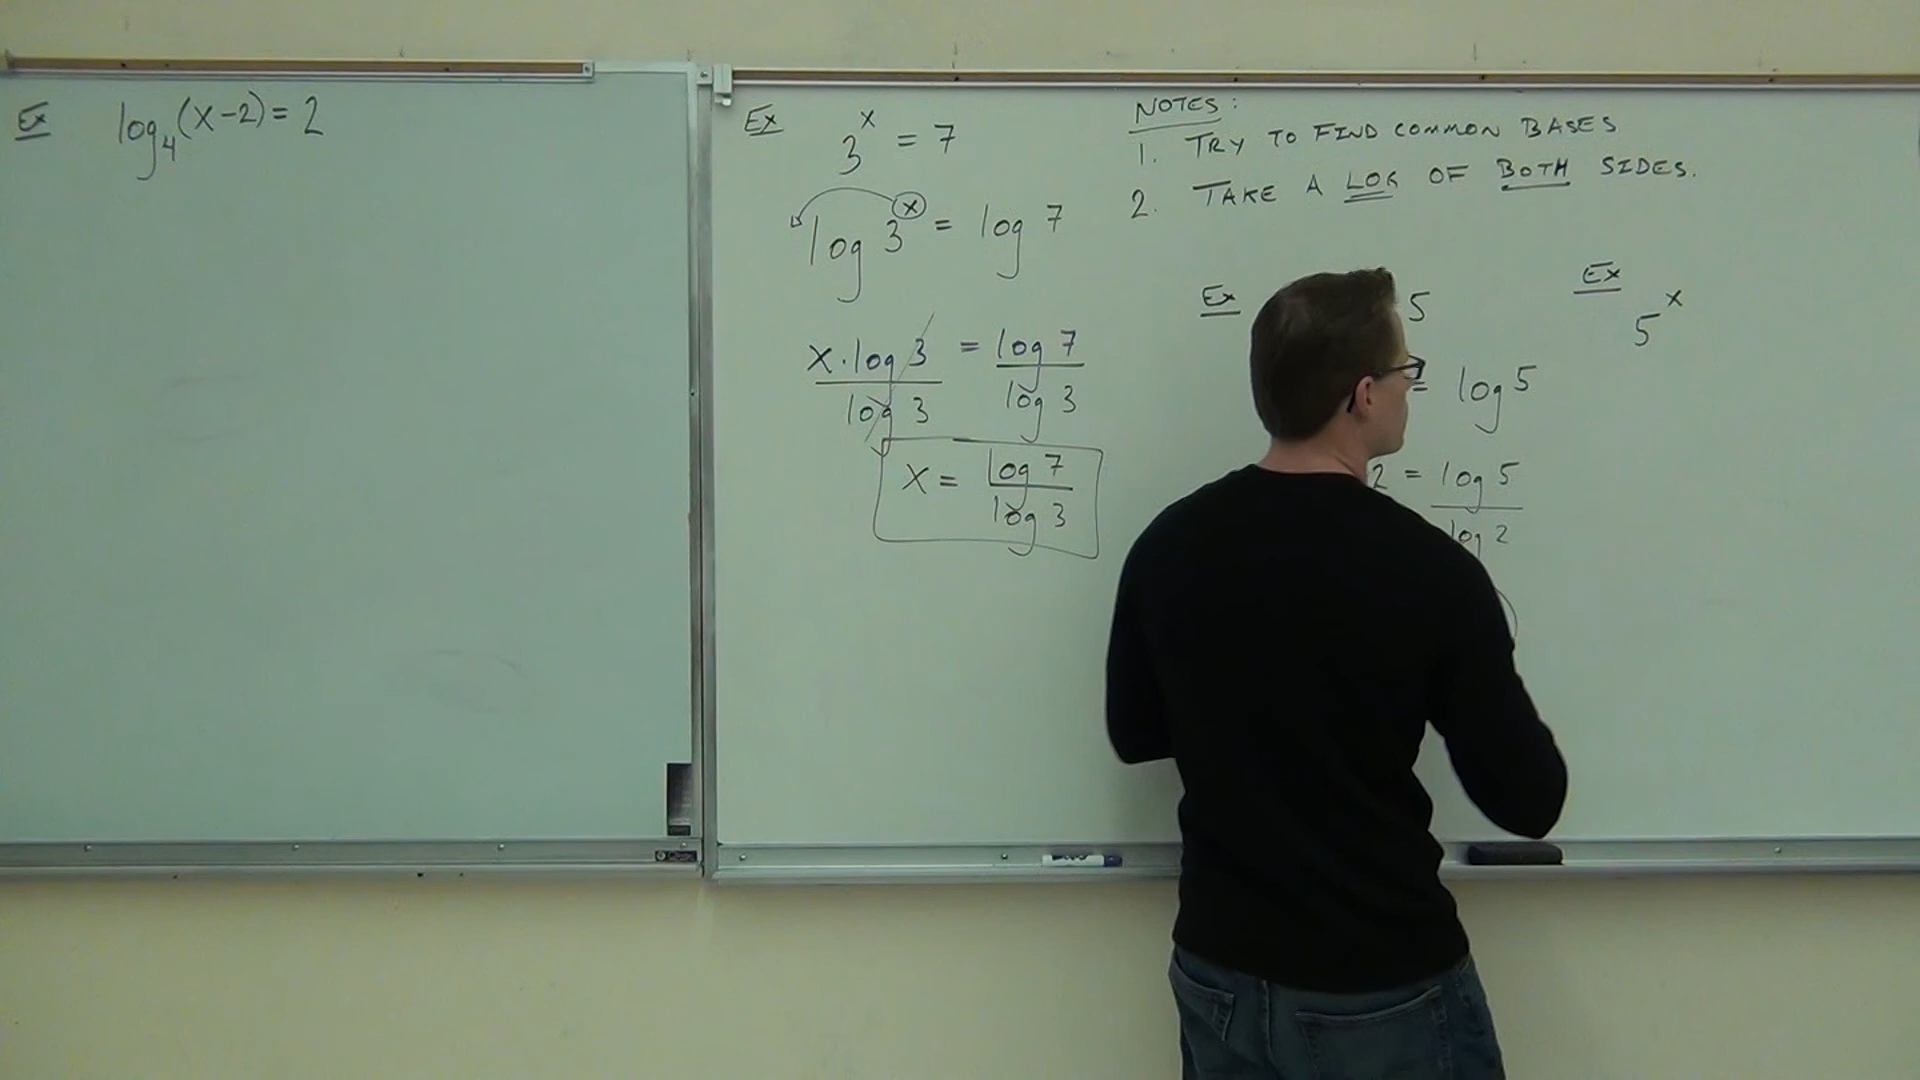 Ex log₄(x-2) = 2
Ex 3ˣ = 7
log 3ˣ = log 7
x · log 3 / log 3 = log 7 / log 3
x = log 7 / log 3
NOTES:
1. TRY TO FIND COMMON BASES
2. TAKE A LOG OF BOTH SIDES.
Ex 5
= log 5
2 = log 5 / log 2
Ex 5ˣ